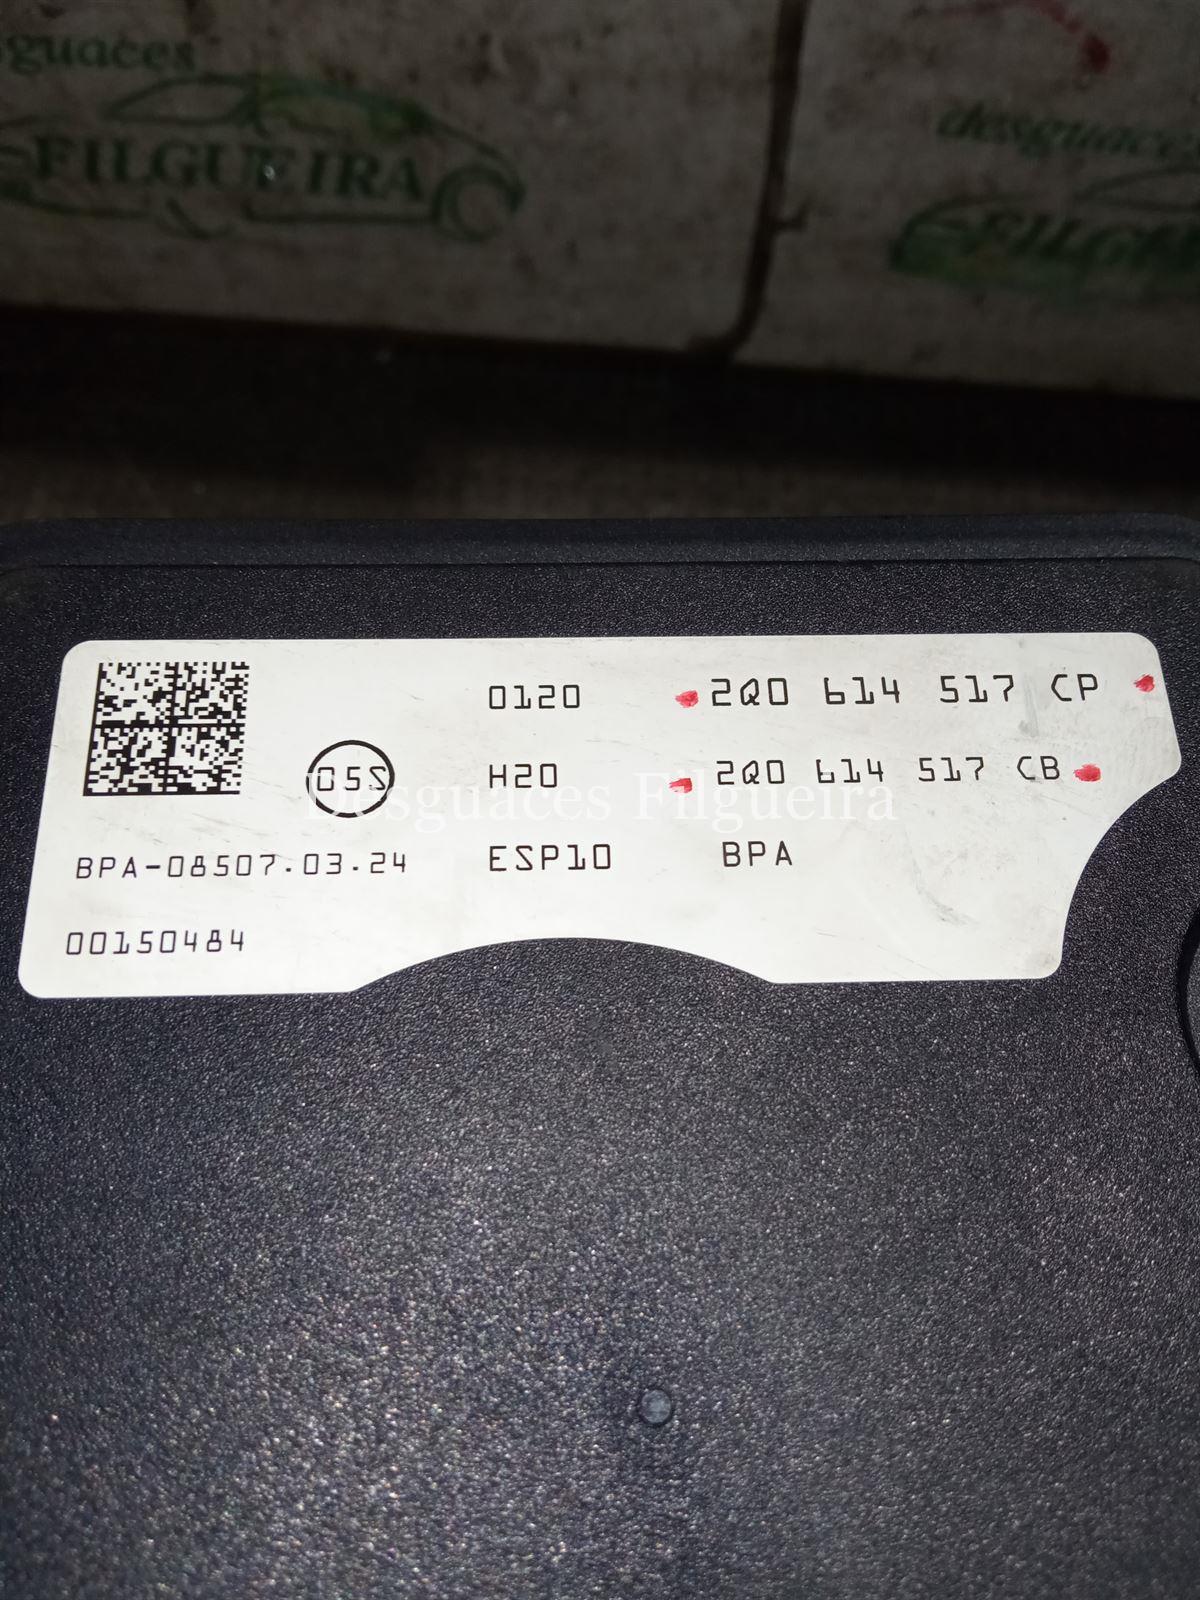 desguaces
FILGUEIRA
desguaces
0120 2Q0 614 517 CP
05S H20 2Q0 614 517 CB
Desguaces Filgueira
BPA-08507.03.24 ESP10 BPA
00150484